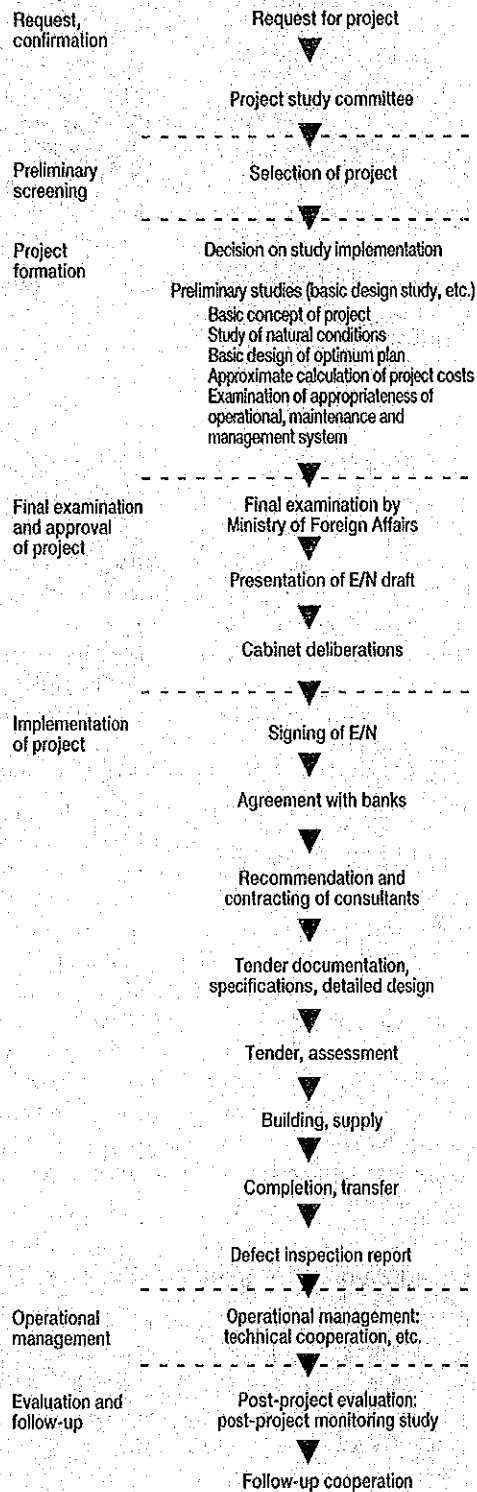 Request,
confirmation
Request for project
Project study committee
Preliminary
screening
Selection of project
Project
formation
Decision on study implementation
Preliminary studies (basic design study, etc.)
Basic concept of project
Study of natural conditions
Basic design of optimum plan
Approximate calculation of project costs
Examination of appropriateness of
operational, maintenance and
management system
Final examination
and approval
of project
Final examination by
Ministry of Foreign Affairs
Presentation of E/N draft
Cabinet deliberations
Implementation
of project
Signing of E/N
Agreement with banks
Recommendation and
contracting of consultants
Tender documentation,
specifications, detailed design
Tender, assessment
Building, supply
Completion, transfer
Defect inspection report
Operational
management
Operational management:
technical cooperation, etc.
Evaluation and
follow-up
Post-project evaluation:
post-project monitoring study
Follow-up cooperation